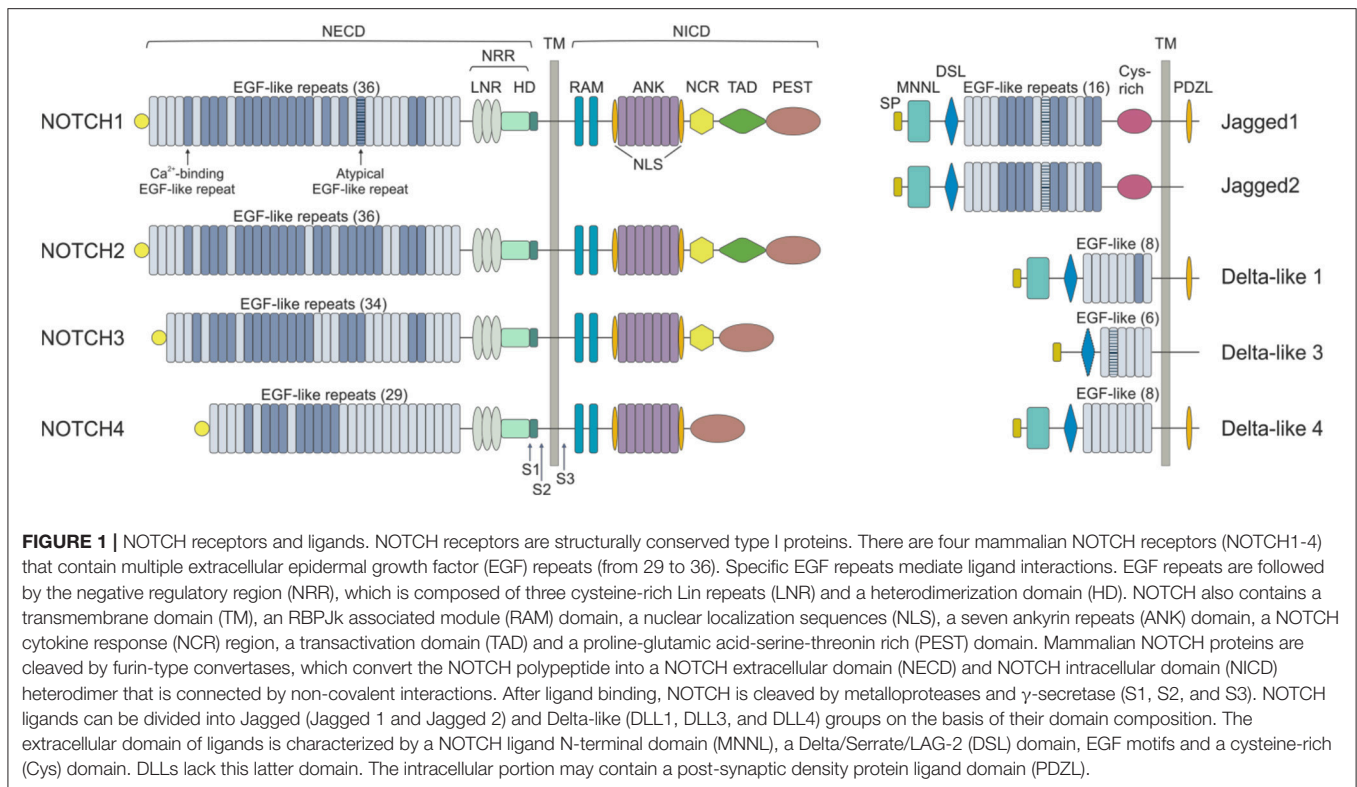 NECD
TM
NICD
NRR
EGF-like repeats (36)
LNR
HD
RAM
ANK
NCR
TAD
PEST
NOTCH1
Ca²⁺-binding
EGF-like repeat
Atypical
EGF-like repeat
NLS
EGF-like repeats (36)
NOTCH2
EGF-like repeats (34)
NOTCH3
EGF-like repeats (29)
NOTCH4
S1
S2
S3
TM
SP
MNNL
DSL
EGF-like repeats (16)
Cys-
rich
PDZL
Jagged1
Jagged2
EGF-like (8)
Delta-like 1
EGF-like (6)
Delta-like 3
EGF-like (8)
Delta-like 4
FIGURE 1 | NOTCH receptors and ligands. NOTCH receptors are structurally conserved type I proteins. There are four mammalian NOTCH receptors (NOTCH1-4)
that contain multiple extracellular epidermal growth factor (EGF) repeats (from 29 to 36). Specific EGF repeats mediate ligand interactions. EGF repeats are followed
by the negative regulatory region (NRR), which is composed of three cysteine-rich Lin repeats (LNR) and a heterodimerization domain (HD). NOTCH also contains a
transmembrane domain (TM), an RBPJk associated module (RAM) domain, a nuclear localization sequences (NLS), a seven ankyrin repeats (ANK) domain, a NOTCH
cytokine response (NCR) region, a transactivation domain (TAD) and a proline-glutamic acid-serine-threonin rich (PEST) domain. Mammalian NOTCH proteins are
cleaved by furin-type convertases, which convert the NOTCH polypeptide into a NOTCH extracellular domain (NECD) and NOTCH intracellular domain (NICD)
heterodimer that is connected by non-covalent interactions. After ligand binding, NOTCH is cleaved by metalloproteases and γ-secretase (S1, S2, and S3). NOTCH
ligands can be divided into Jagged (Jagged 1 and Jagged 2) and Delta-like (DLL1, DLL3, and DLL4) groups on the basis of their domain composition. The
extracellular domain of ligands is characterized by a NOTCH ligand N-terminal domain (MNNL), a Delta/Serrate/LAG-2 (DSL) domain, EGF motifs and a cysteine-rich
(Cys) domain. DLLs lack this latter domain. The intracellular portion may contain a post-synaptic density protein ligand domain (PDZL).